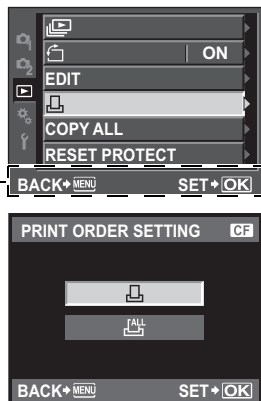 ON
EDIT
COPY ALL
RESET PROTECT
BACK MENU SET OK
PRINT ORDER SETTING CF
ALL
BACK MENU SET OK